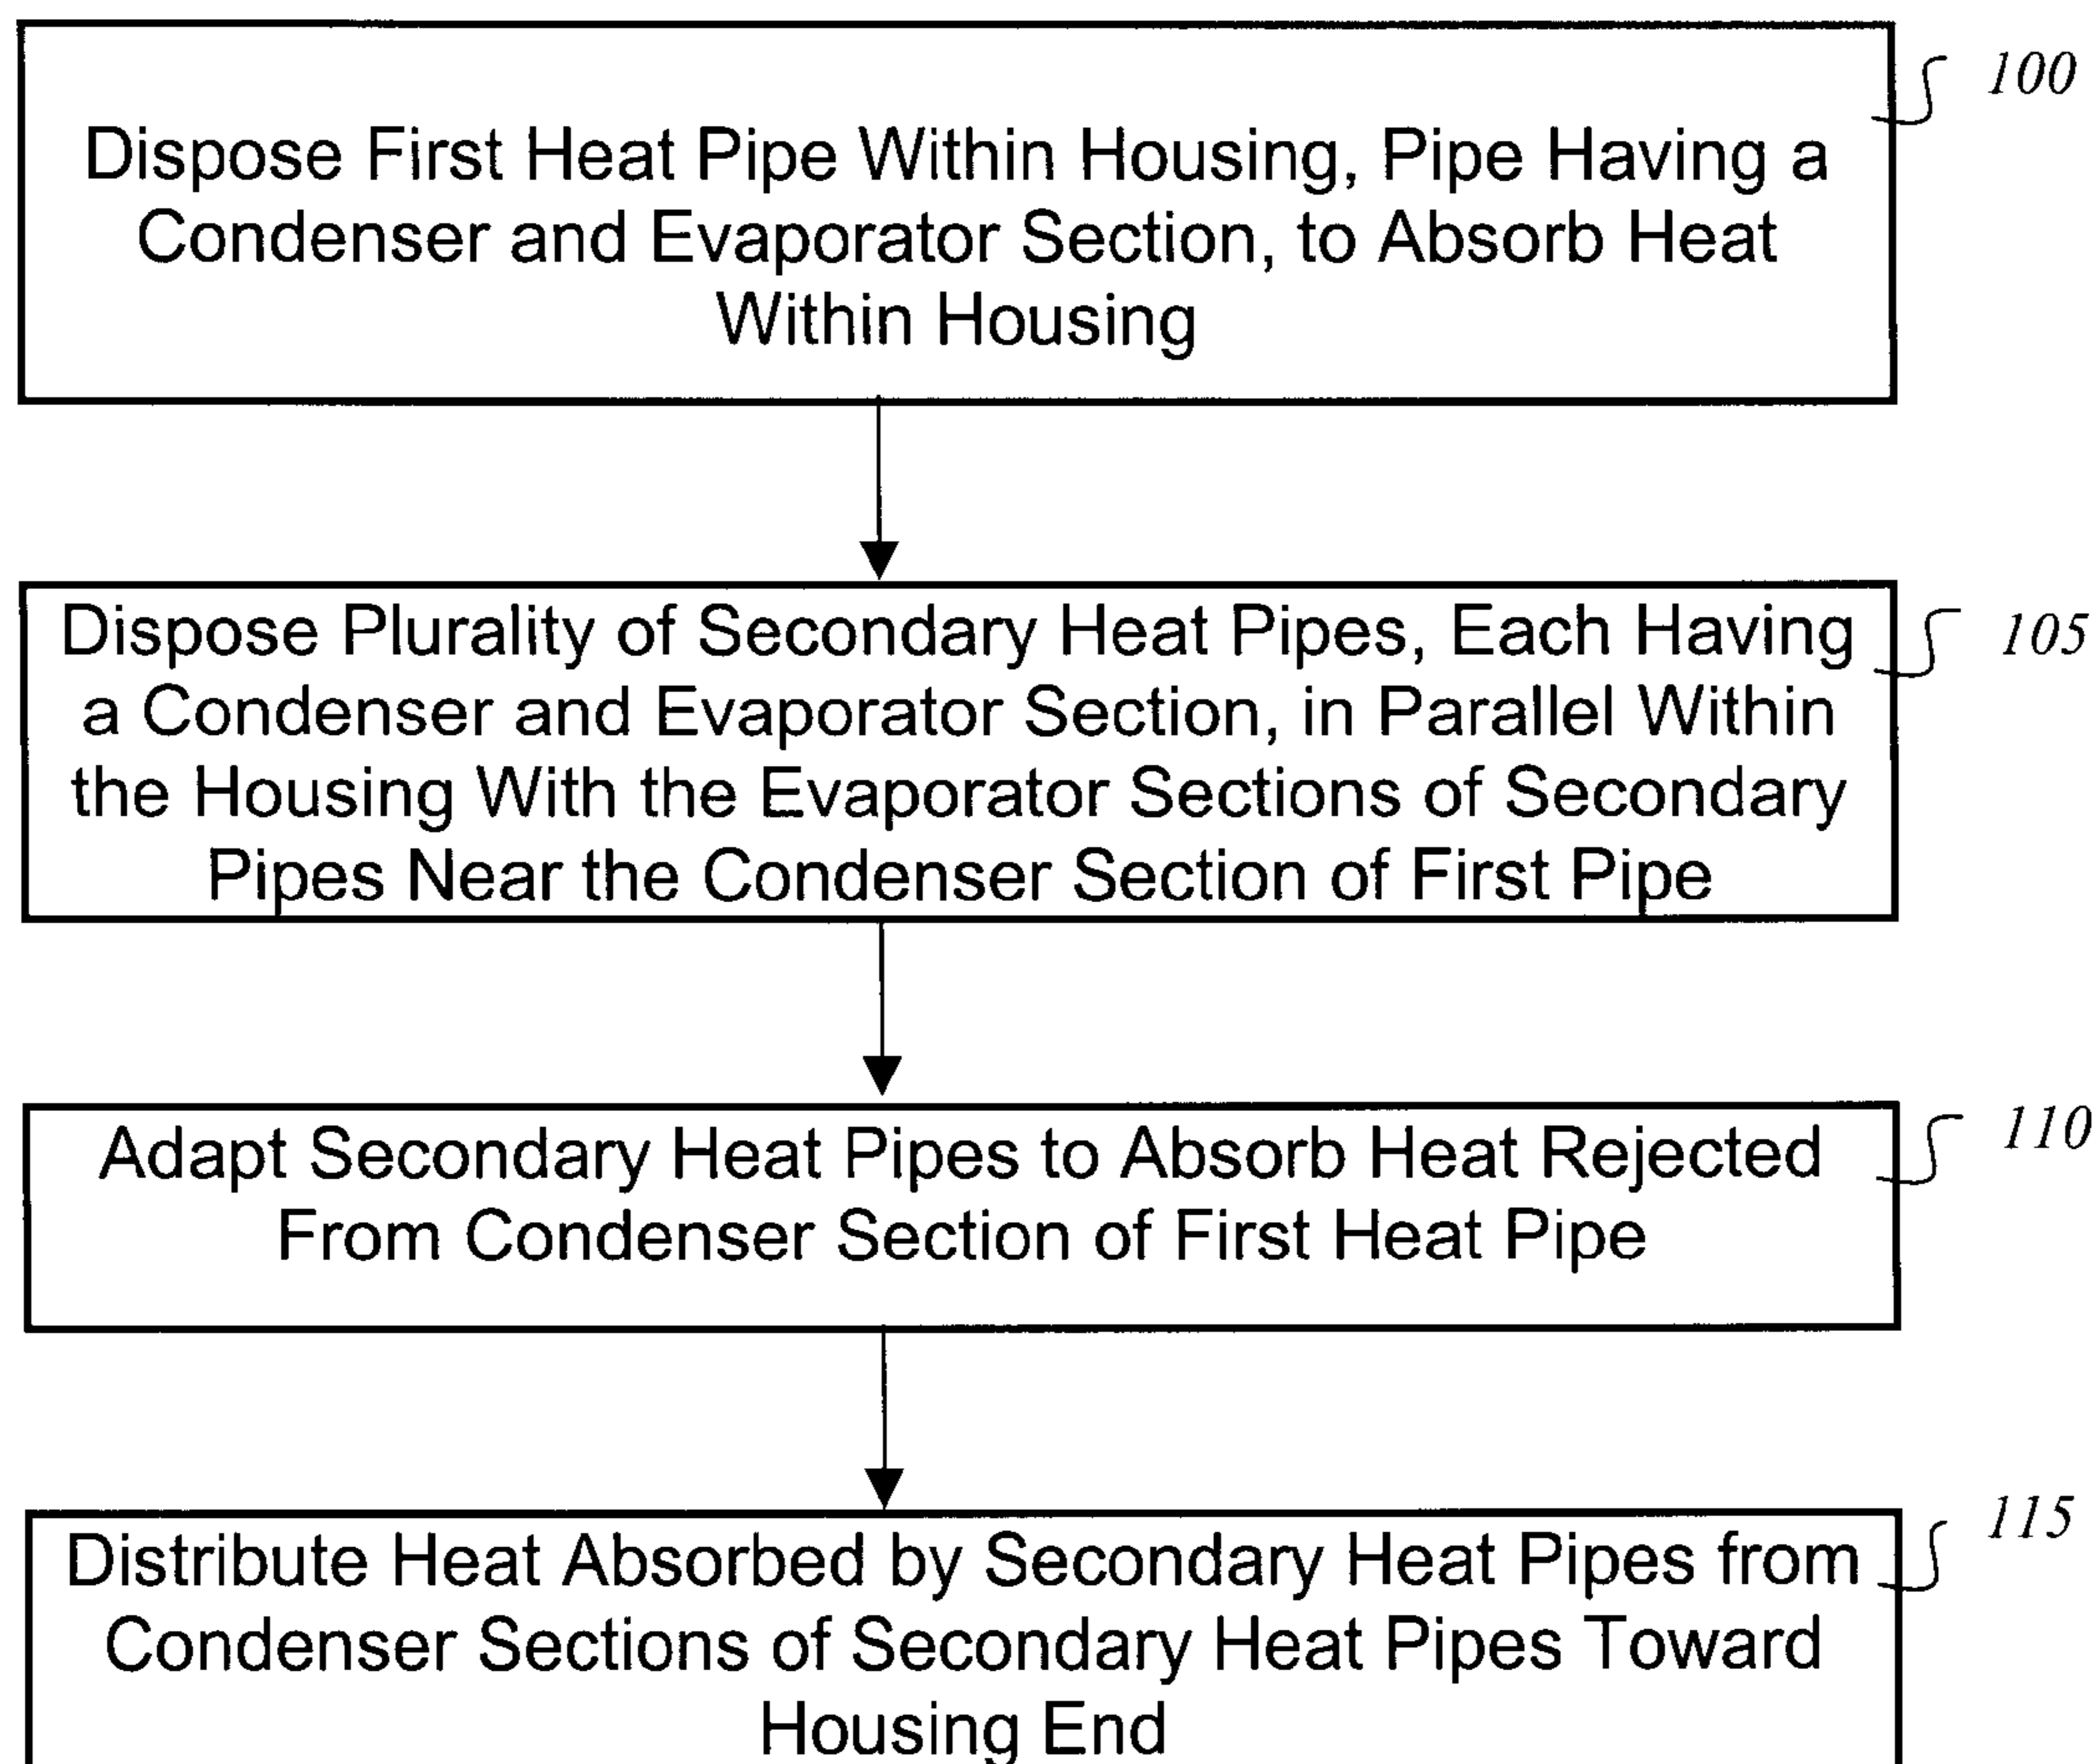 100
Dispose First Heat Pipe Within Housing, Pipe Having a
Condenser and Evaporator Section, to Absorb Heat
Within Housing
105
Dispose Plurality of Secondary Heat Pipes, Each Having
a Condenser and Evaporator Section, in Parallel Within
the Housing With the Evaporator Sections of Secondary
Pipes Near the Condenser Section of First Pipe
110
Adapt Secondary Heat Pipes to Absorb Heat Rejected
From Condenser Section of First Heat Pipe
115
Distribute Heat Absorbed by Secondary Heat Pipes from
Condenser Sections of Secondary Heat Pipes Toward
Housing End